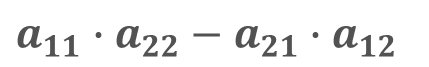 a₁₁ · a₂₂ − a₂₁ · a₁₂